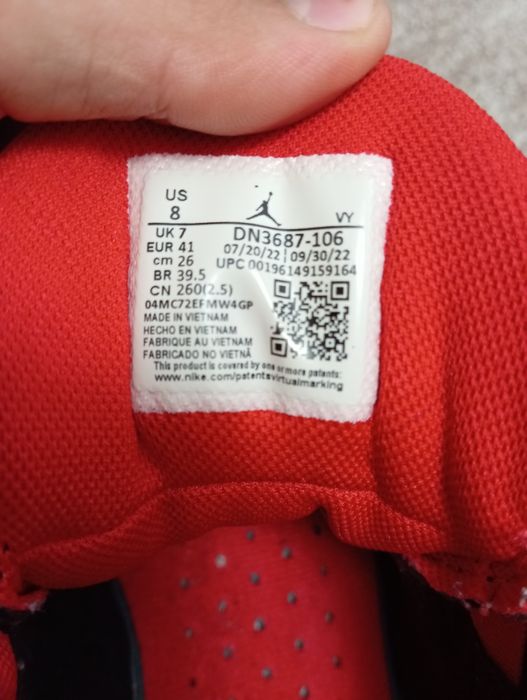 US
8
VY
UK 7
EUR 41
cm 26
BR 39.5
CN 260(2.5)
DN3687-106
07/20/22 | 09/30/22
UPC 00196149159164
04MC72EFMW4GP
MADE IN VIETNAM
HECHO EN VIETNAM
FABRIQUE AU VIETNAM
FABRICADO NO VIETNÃ
This product is covered by one or more patents:
www.nike.com/patentsvirtualmarking